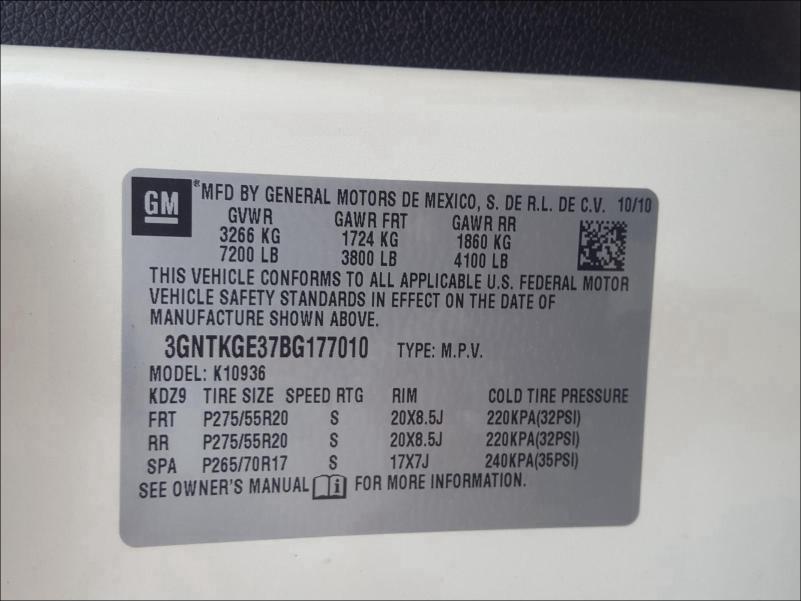 GM ®MFD BY GENERAL MOTORS DE MEXICO, S. DE R.L. DE C.V. 10/10
GVWR GAWR FRT GAWR RR
3266 KG 1724 KG 1860 KG
7200 LB 3800 LB 4100 LB
THIS VEHICLE CONFORMS TO ALL APPLICABLE U.S. FEDERAL MOTOR
VEHICLE SAFETY STANDARDS IN EFFECT ON THE DATE OF
MANUFACTURE SHOWN ABOVE.
3GNTKGE37BG177010 TYPE: M.P.V.
MODEL: K10936
KDZ9 TIRE SIZE SPEED RTG RIM COLD TIRE PRESSURE
FRT P275/55R20 S 20X8.5J 220KPA(32PSI)
RR P275/55R20 S 20X8.5J 220KPA(32PSI)
SPA P265/70R17 S 17X7J 240KPA(35PSI)
SEE OWNER'S MANUAL i FOR MORE INFORMATION.